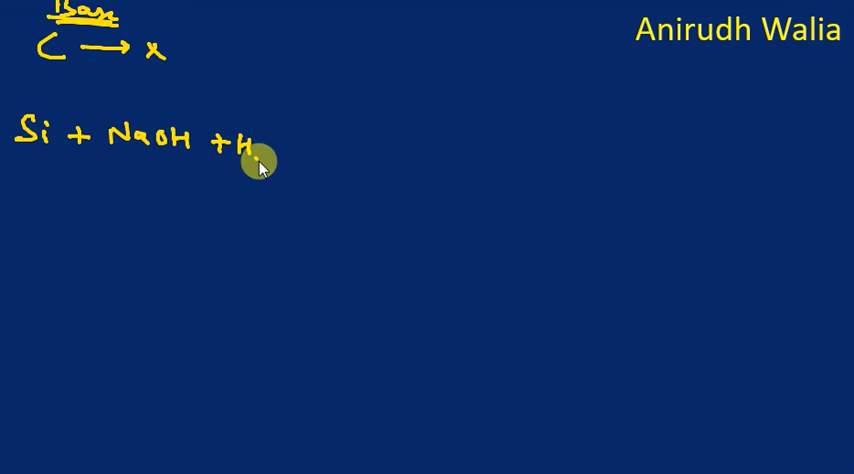 Base
Anirudh Walia
C → x
Si + NaOH + H